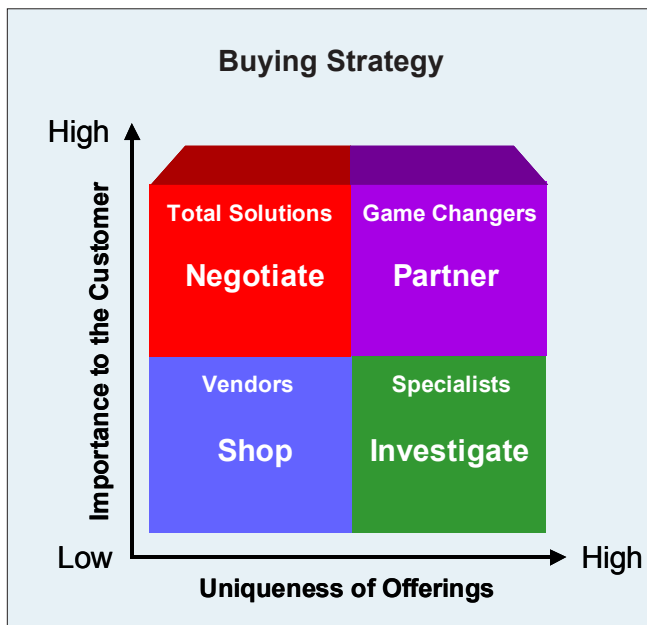 Buying Strategy
High
Importance to the Customer
Total Solutions
Game Changers
Negotiate
Partner
Vendors
Specialists
Shop
Investigate
Low
High
Uniqueness of Offerings